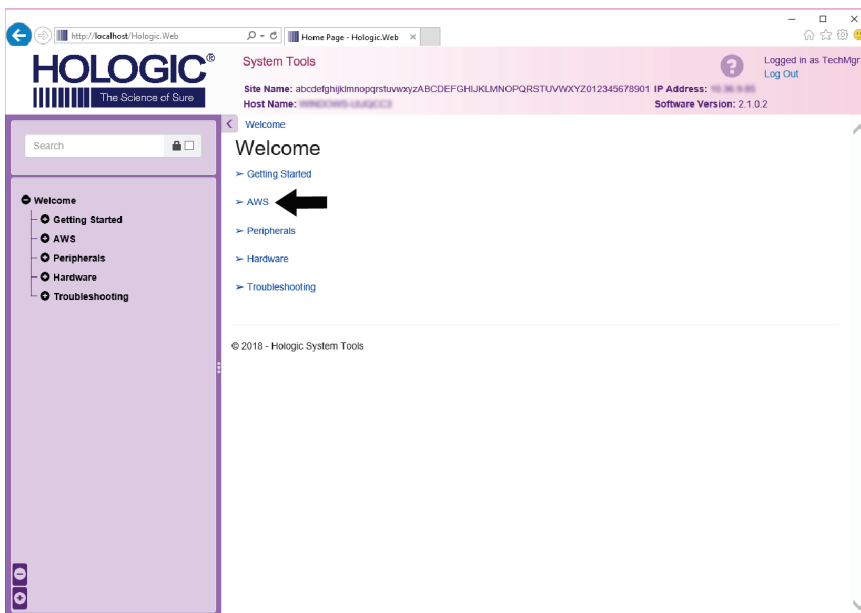 http://localhost/Hologic.Web
Home Page - Hologic.Web
HOLOGIC®
The Science of Sure
System Tools
Logged in as TechMgr
Log Out
Site Name: abcdefghijklmnopqrstuvwxyzABCDEFGHIJKLMNOPQRSTUVWXYZ012345678901 IP Address:
Host Name:
Software Version: 2.1.0.2
Search
Welcome
Getting Started
AWS
Peripherals
Hardware
Troubleshooting
Welcome
Welcome
➢ Getting Started
➢ AWS
➢ Peripherals
➢ Hardware
➢ Troubleshooting
© 2018 - Hologic System Tools